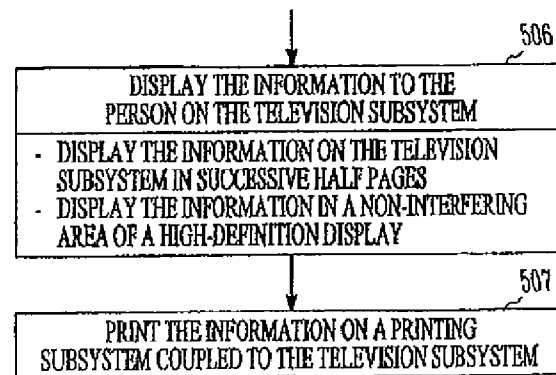 506
DISPLAY THE INFORMATION TO THE
PERSON ON THE TELEVISION SUBSYSTEM
- DISPLAY THE INFORMATION ON THE TELEVISION
SUBSYSTEM IN SUCCESSIVE HALF PAGES
- DISPLAY THE INFORMATION IN A NON-INTERFERING
AREA OF A HIGH-DEFINITION DISPLAY
507
PRINT THE INFORMATION ON A PRINTING
SUBSYSTEM COUPLED TO THE TELEVISION SUBSYSTEM